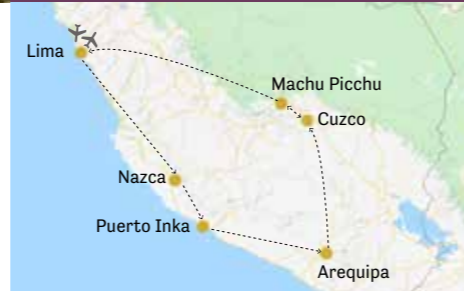 Lima
Machu Picchu
Cuzco
Nazca
Puerto Inka
Arequipa